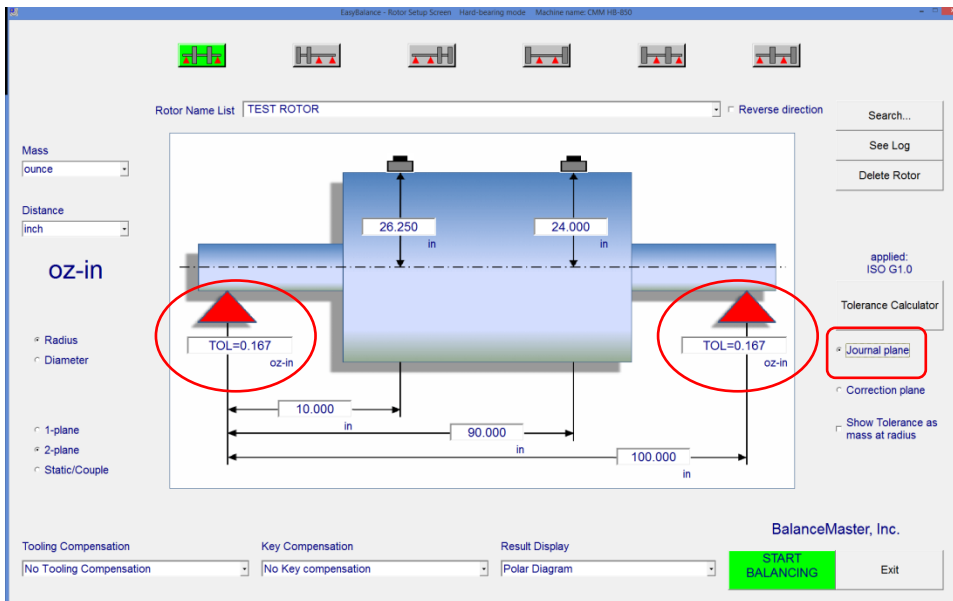 EasyBalance - Rotor Setup Screen Hard-bearing mode Machine name: CMM HB-850
Rotor Name List TEST ROTOR Reverse direction
Search...
See Log
Delete Rotor
Mass
ounce
Distance
inch
oz-in
Radius
Diameter
1-plane
2-plane
Static/Couple
26.250
in
24.000
in
TOL=0.167
oz-in
TOL=0.167
oz-in
10.000
in
90.000
in
100.000
in
applied:
ISO G1.0
Tolerance Calculator
Journal plane
Correction plane
Show Tolerance as
mass at radius
BalanceMaster, Inc.
Tooling Compensation
No Tooling Compensation
Key Compensation
No Key compensation
Result Display
Polar Diagram
START
BALANCING
Exit